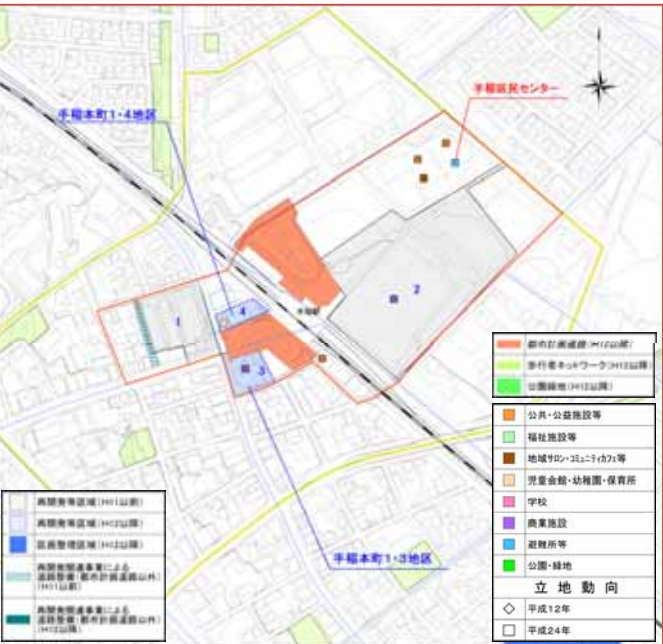 手稲区民センター
手稲本町1・4地区
2
1
4
手稲駅
3
手稲本町1・3地区
都市計画道路(H12以降)
歩行者ネットワーク(H12以降)
公園緑地(H12以降)
公共・公益施設等
福祉施設等
地域サロン・コミュニティカフェ等
児童会館・幼稚園・保育所
学校
商業施設
避難所等
公園・緑地
立地動向
平成12年
平成24年
再開発等区域(H01以前)
再開発等区域(H02以降)
区画整理区域(H02以降)
再開発関連事業による
道路整備(都市計画道路以外)
(H01以前)
再開発関連事業による
道路整備(都市計画道路以外)
(H02以降)